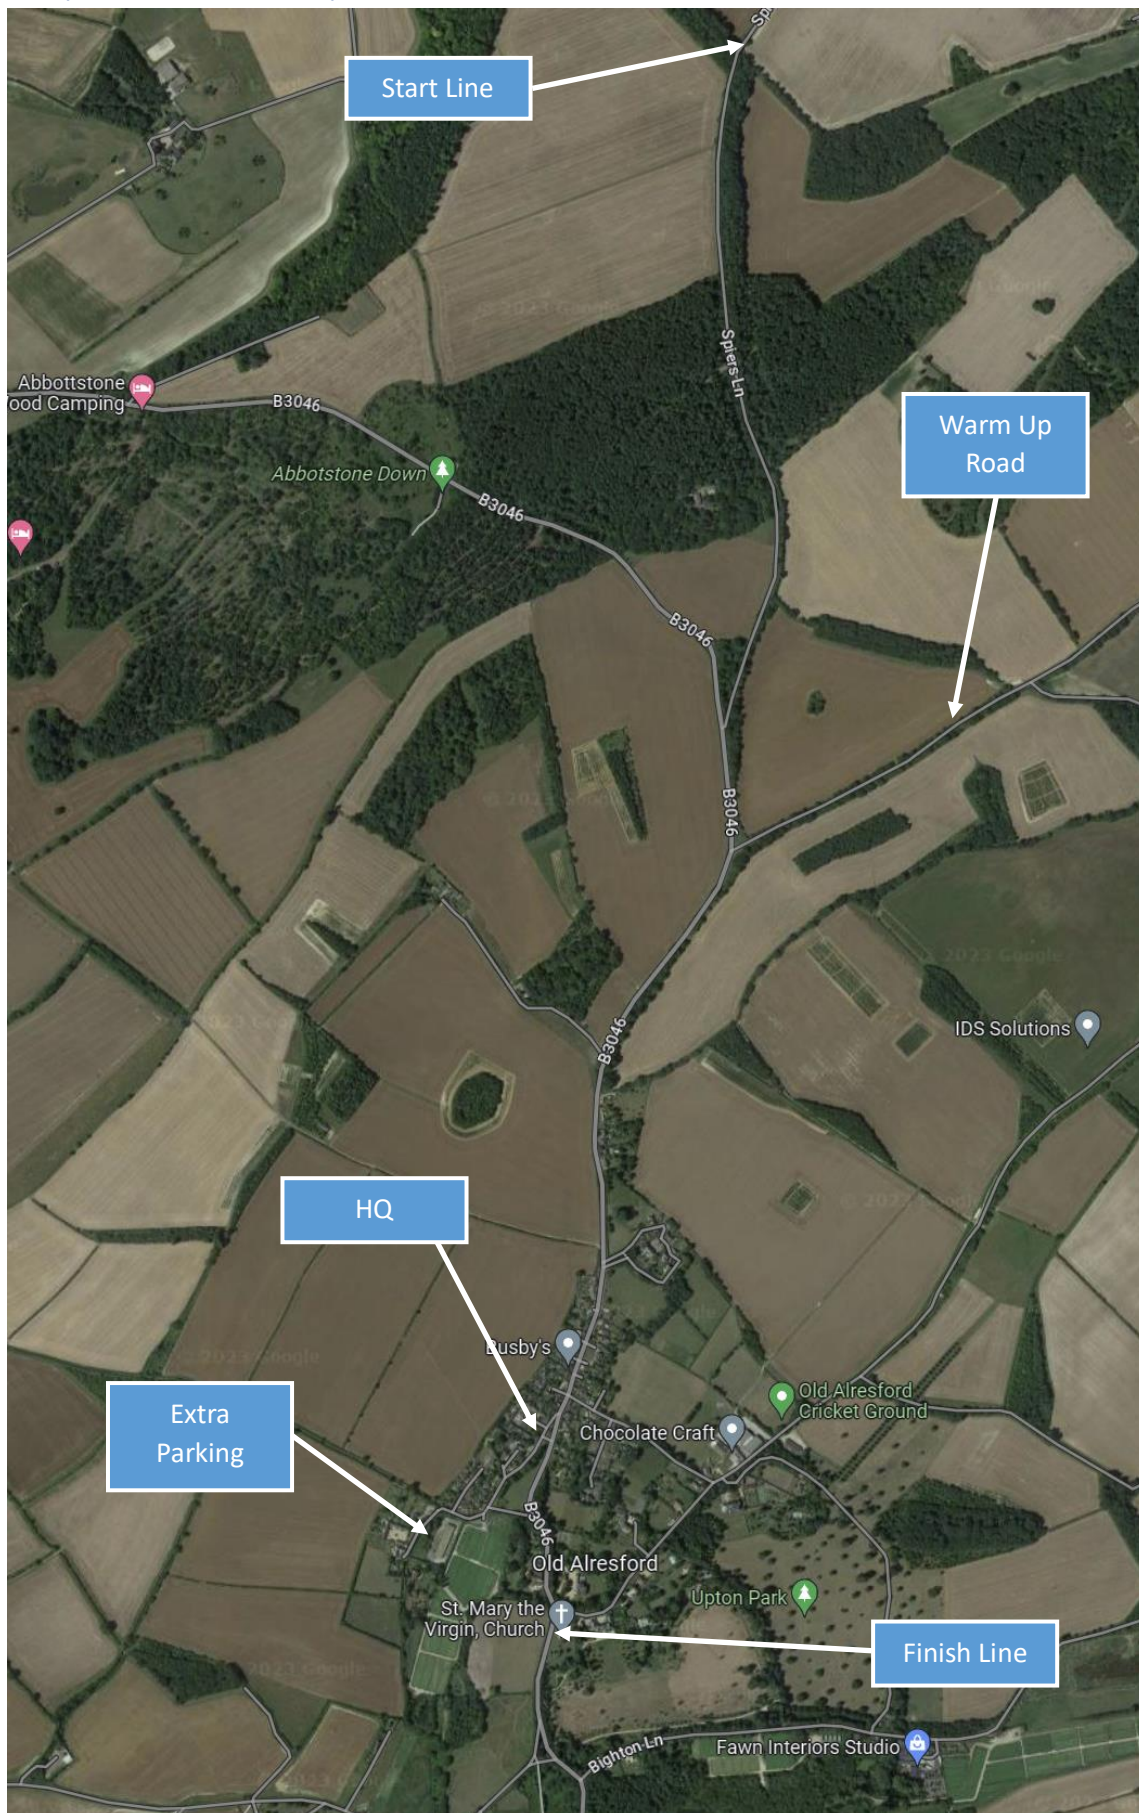 Start Line
Spiers Ln
Abbottstone
ood Camping
B3046
Warm Up
Road
Abbotstone Down
B3046
B3046
B3046
IDS Solutions
B3046
HQ
Busby's
Old Alresford
Cricket Ground
Extra
Parking
Chocolate Craft
B3046
Old Alresford
Upton Park
St. Mary the
Virgin, Church
Finish Line
Bighton Ln
Fawn Interiors Studio